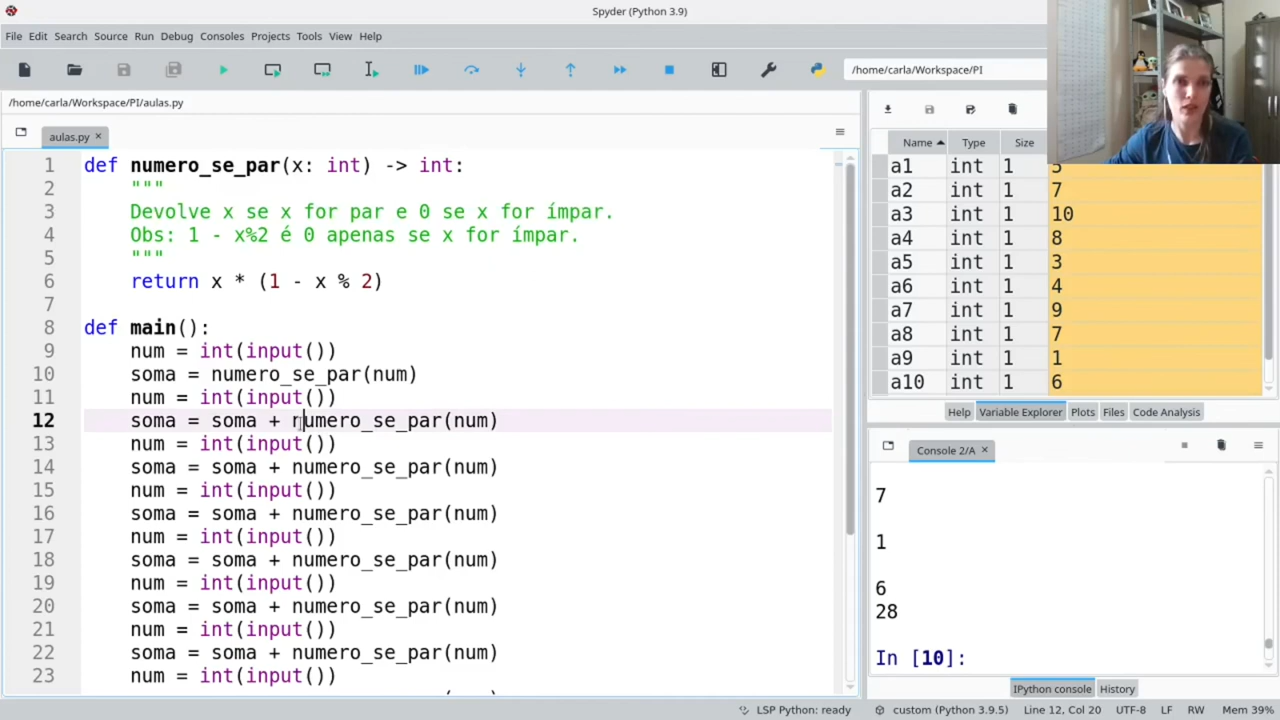 Spyder (Python 3.9)
File Edit Search Source Run Debug Consoles Projects Tools View Help
/home/carla/Workspace/PI
/home/carla/Workspace/PI/aulas.py
aulas.py
1 def numero_se_par(x: int) -> int:
2 """
3 Devolve x se x for par e 0 se x for ímpar.
4 Obs: 1 - x%2 é 0 apenas se x for ímpar.
5 """
6 return x * (1 - x % 2)
7
8 def main():
9 num = int(input())
10 soma = numero_se_par(num)
11 num = int(input())
12 soma = soma + numero_se_par(num)
13 num = int(input())
14 soma = soma + numero_se_par(num)
15 num = int(input())
16 soma = soma + numero_se_par(num)
17 num = int(input())
18 soma = soma + numero_se_par(num)
19 num = int(input())
20 soma = soma + numero_se_par(num)
21 num = int(input())
22 soma = soma + numero_se_par(num)
23 num = int(input())
Name Type Size
a1 int 1 5
a2 int 1 7
a3 int 1 10
a4 int 1 8
a5 int 1 3
a6 int 1 4
a7 int 1 9
a8 int 1 7
a9 int 1 1
a10 int 1 6
Help Variable Explorer Plots Files Code Analysis
Console 2/A
7
1
6
28
In [10]:
IPython console History
LSP Python: ready custom (Python 3.9.5) Line 12, Col 20 UTF-8 LF RW Mem 39%